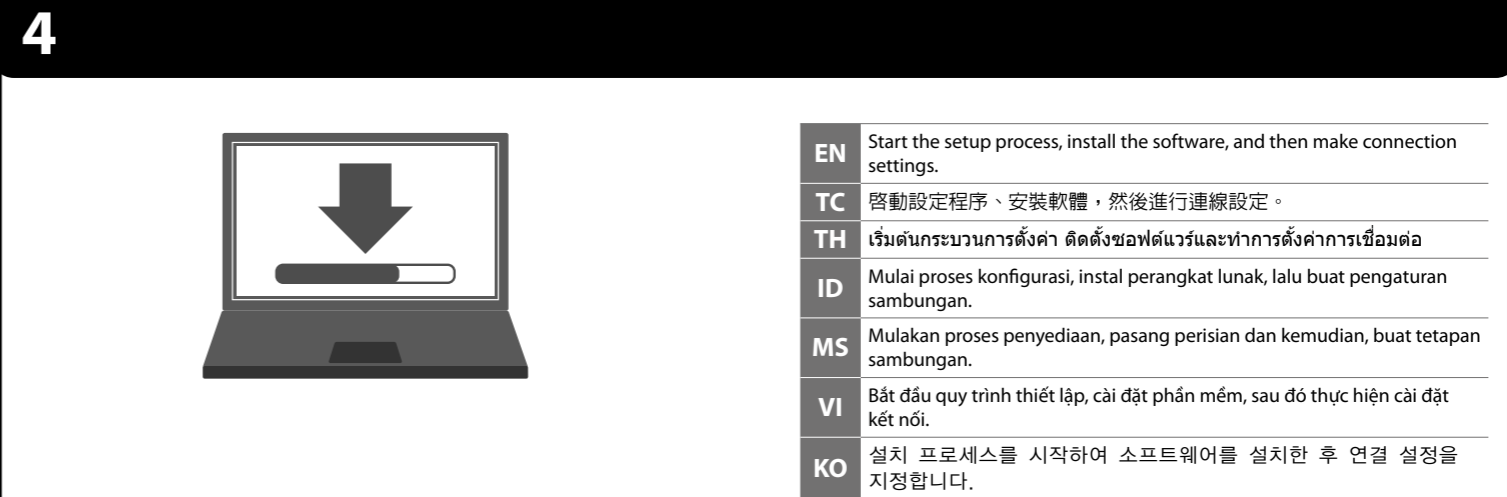 4
EN
Start the setup process, install the software, and then make connection
settings.
TC
啓動設定程序、安裝軟體，然後進行連線設定。
TH
เริ่มต้นกระบวนการตั้งค่า ติดตั้งซอฟต์แวร์และทำการตั้งค่าการเชื่อมต่อ
ID
Mulai proses konfigurasi, instal perangkat lunak, lalu buat pengaturan
sambungan.
MS
Mulakan proses penyediaan, pasang perisian dan kemudian, buat tetapan
sambungan.
VI
Bắt đầu quy trình thiết lập, cài đặt phần mềm, sau đó thực hiện cài đặt
kết nối.
KO
설치 프로세스를 시작하여 소프트웨어를 설치한 후 연결 설정을
지정합니다.